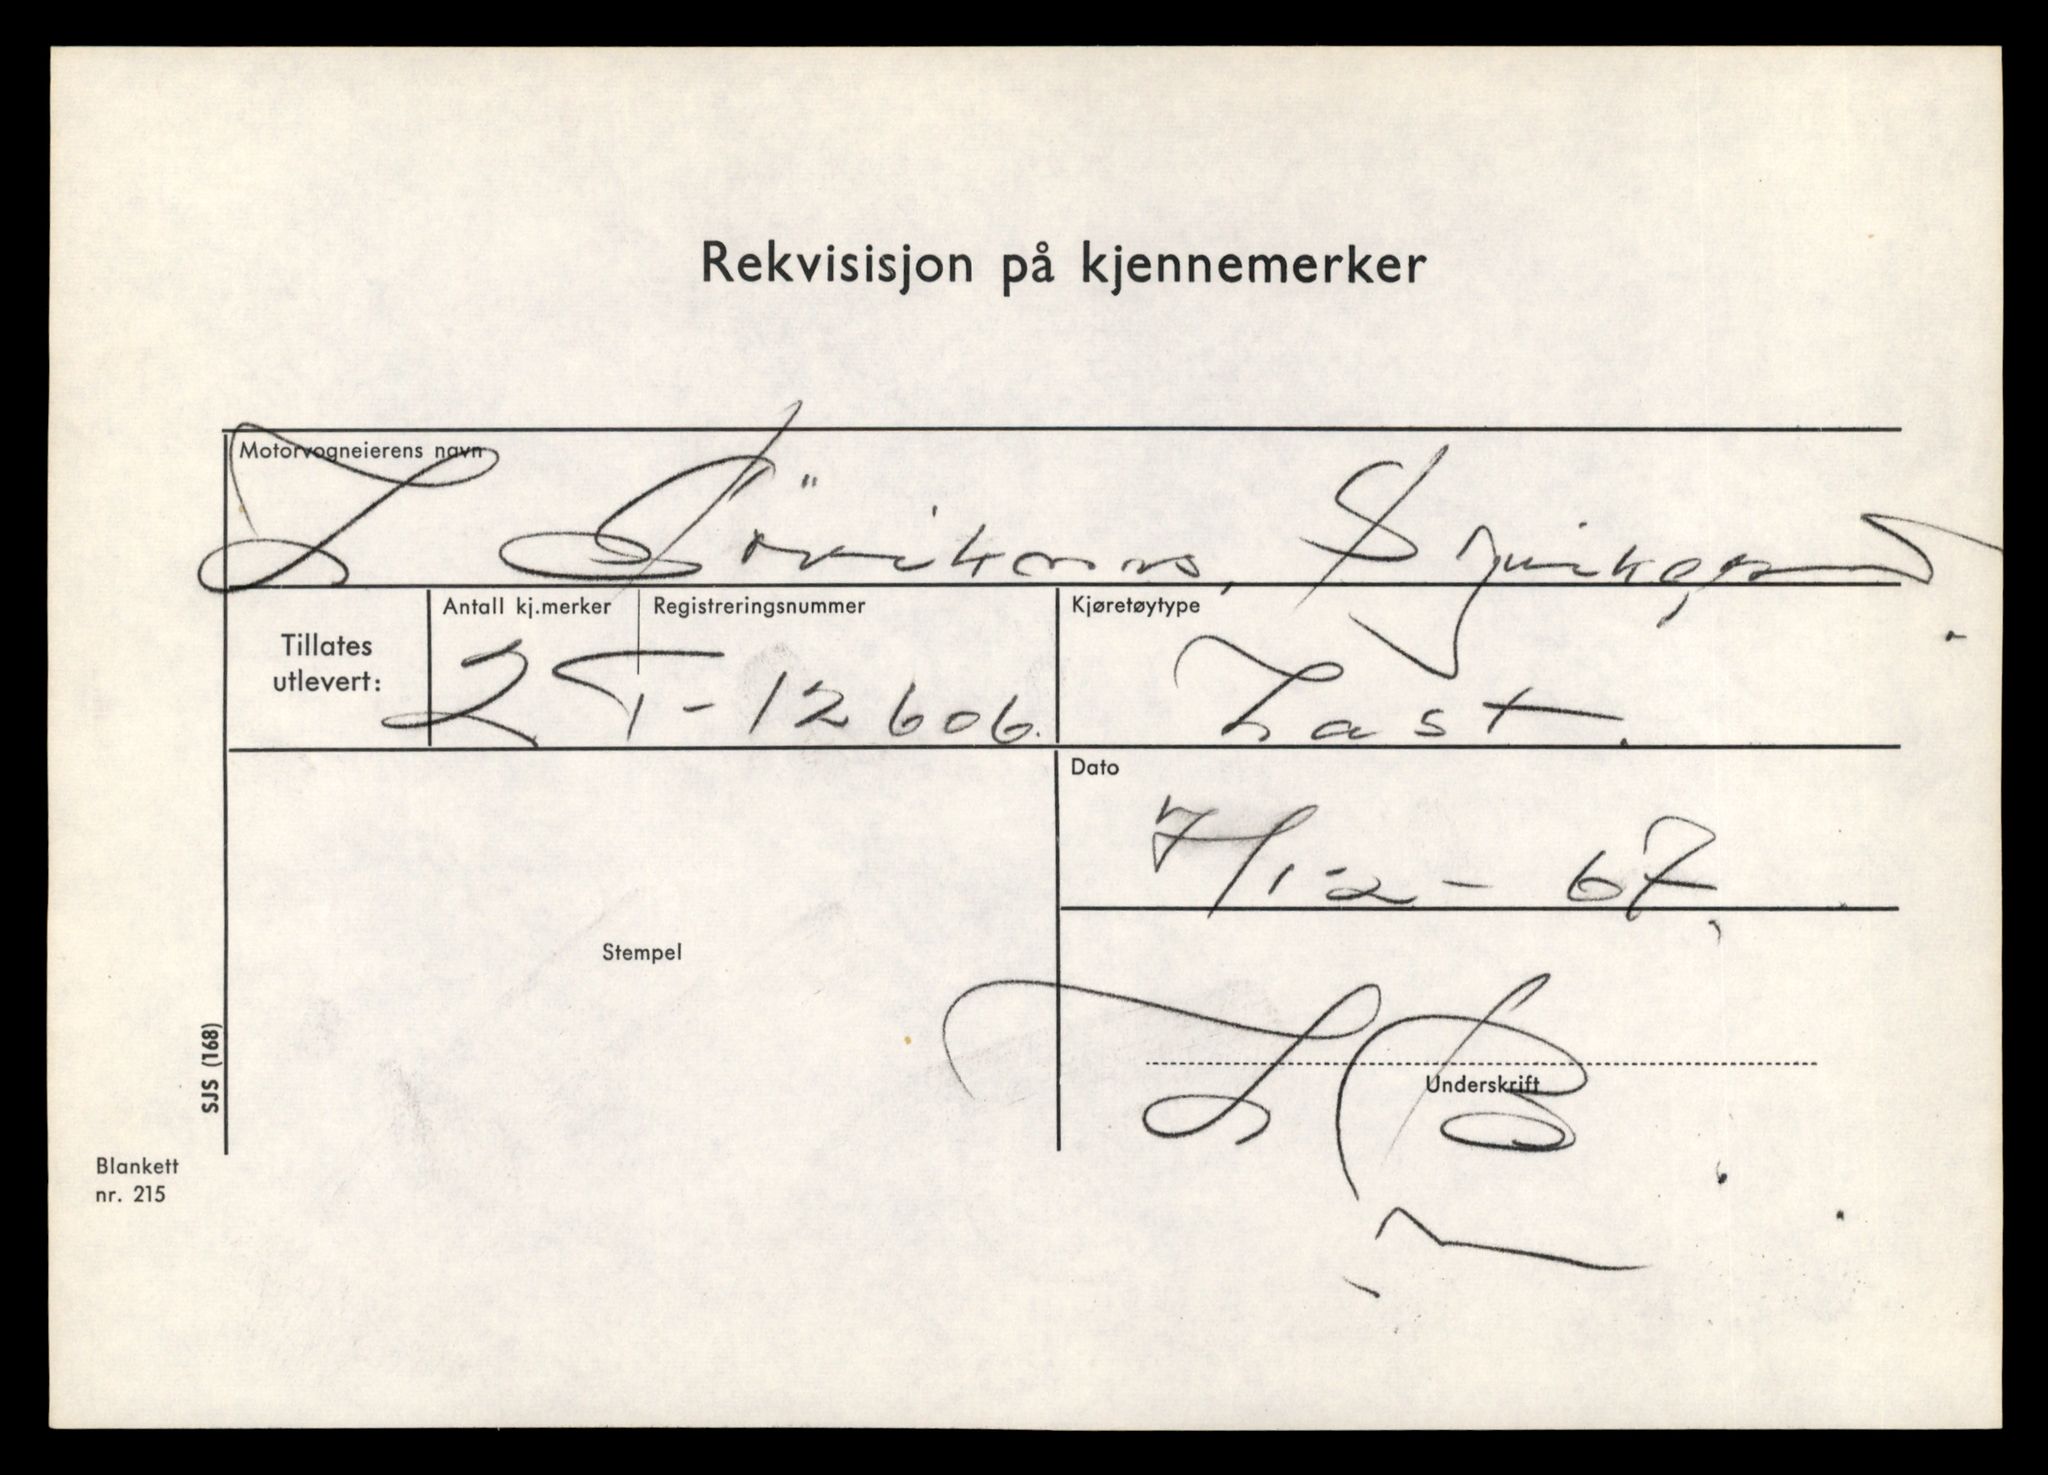 Rekvisisjon på kjennemerker
Motorvogneierens navn
Tillates utlevert:
Antall kj.merker
2
Registreringsnummer
T-12606.
Kjøretøytype
Last.
Dato
7/12-67
Stempel
Underskrift
SJS (168)
Blankett
nr. 215